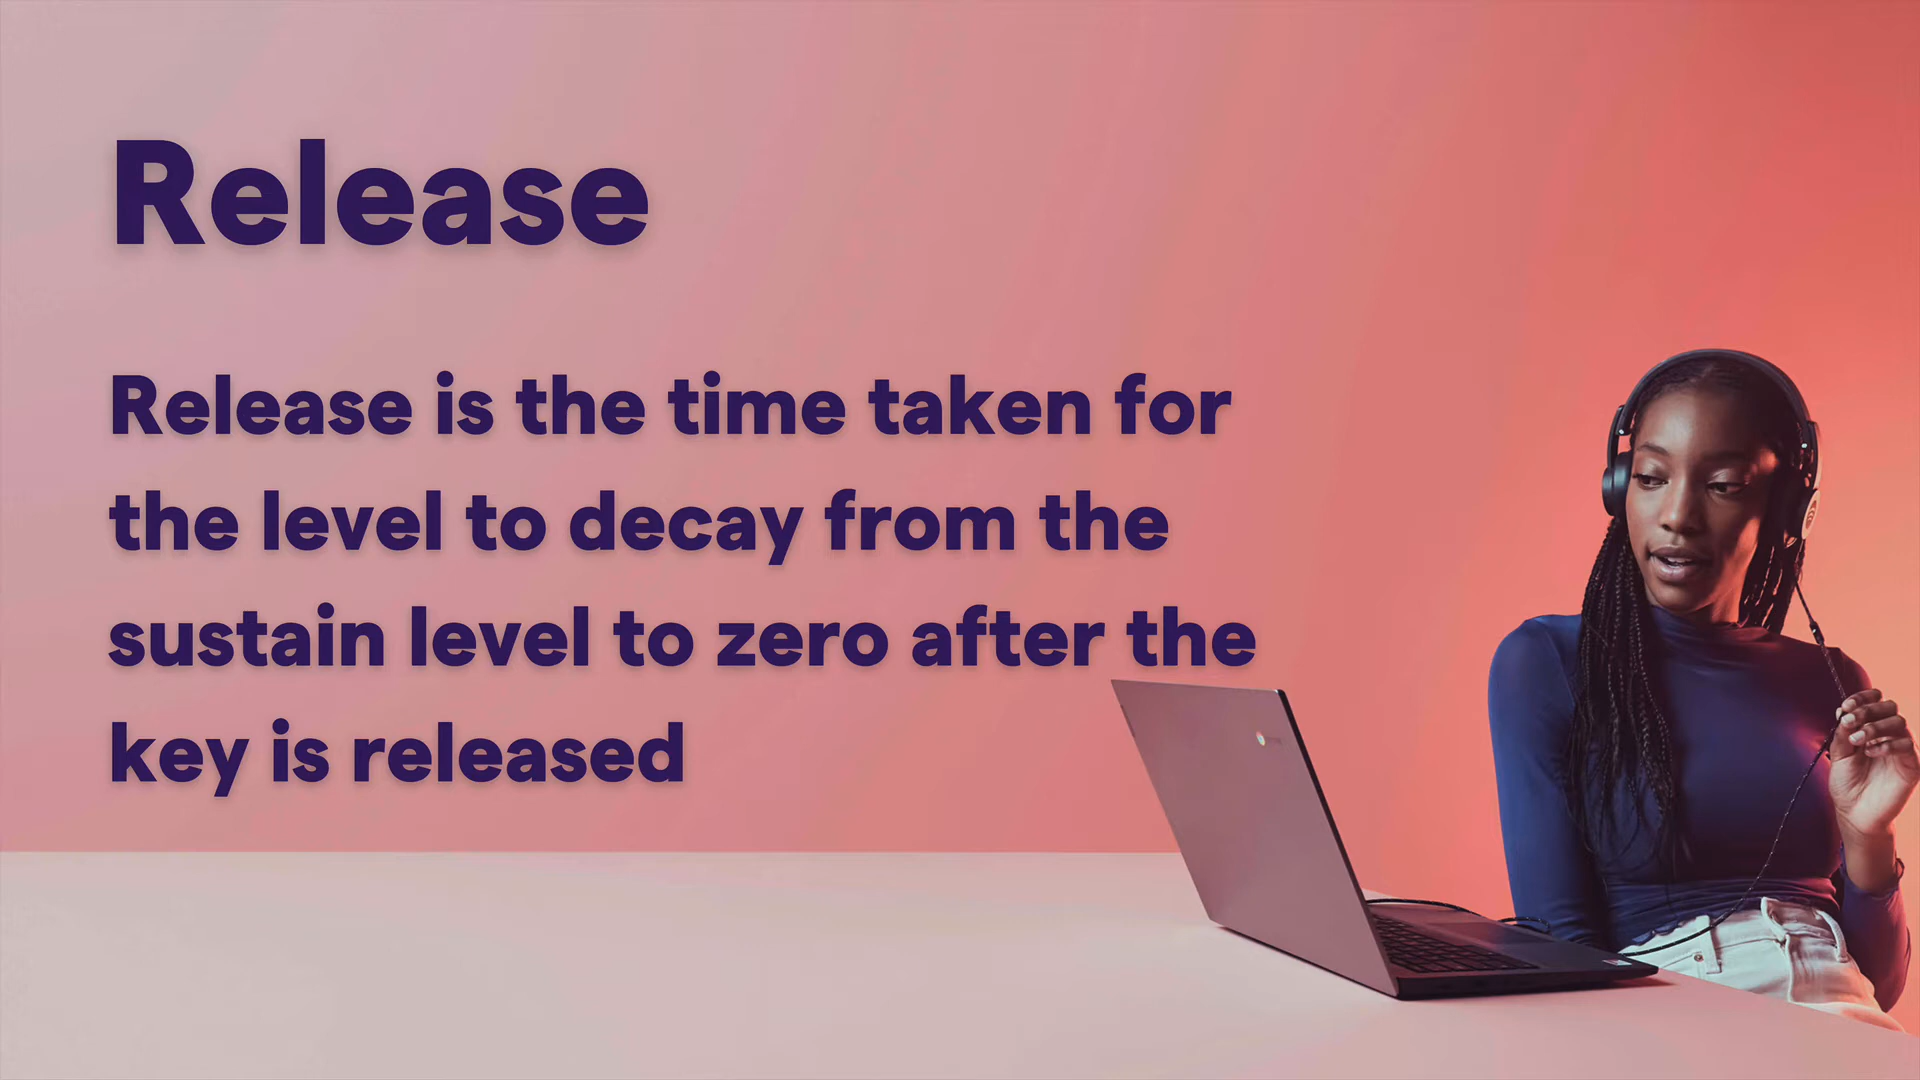 Release
Release is the time taken for
the level to decay from the
sustain level to zero after the
key is released